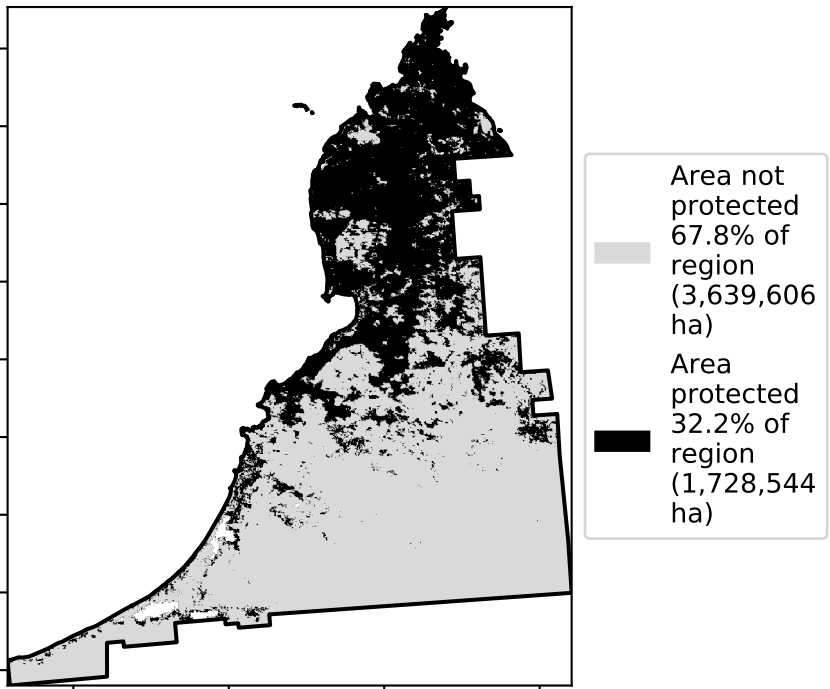 Area not
protected
67.8% of
region
(3,639,606
ha)
Area
protected
32.2% of
region
(1,728,544
ha)